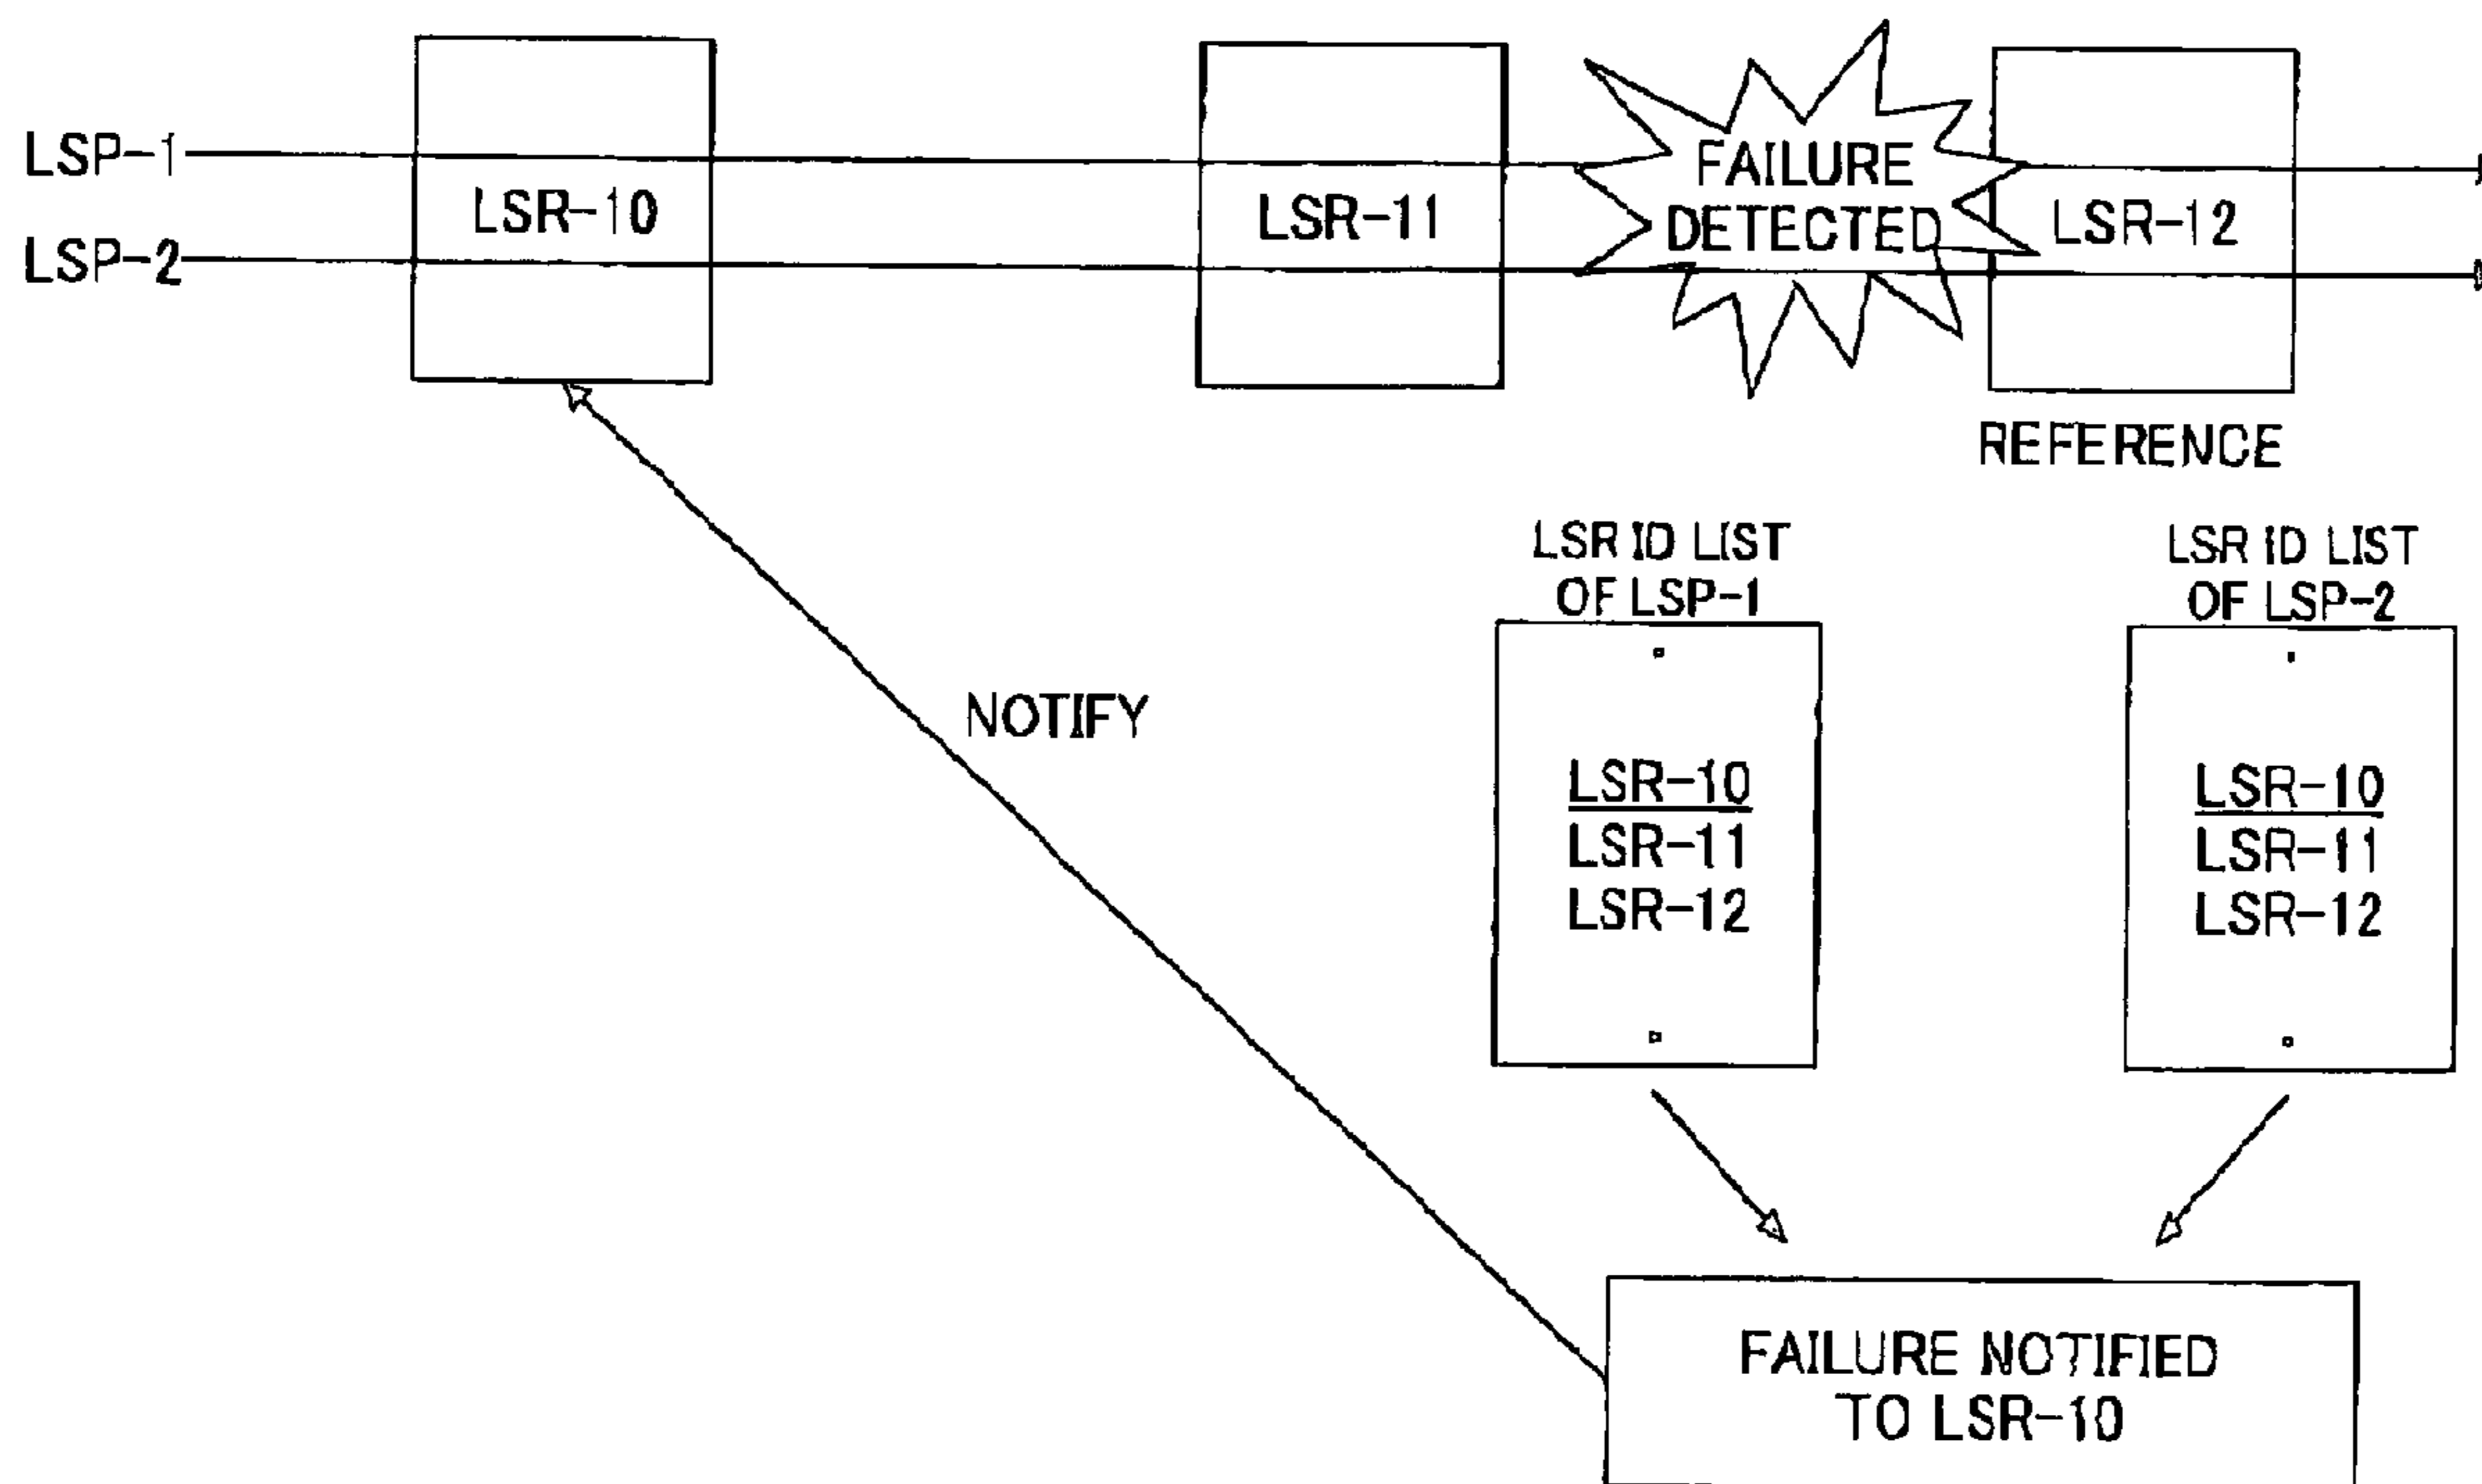 LSP-1
LSP-2
LSR-10
LSR-11
FAILURE
DETECTED
LSR-12
REFERENCE
LSR ID LIST
OF LSP-1
LSR ID LIST
OF LSP-2
NOTIFY
LSR-10
LSR-11
LSR-12
LSR-10
LSR-11
LSR-12
FAILURE NOTIFIED
TO LSR-10